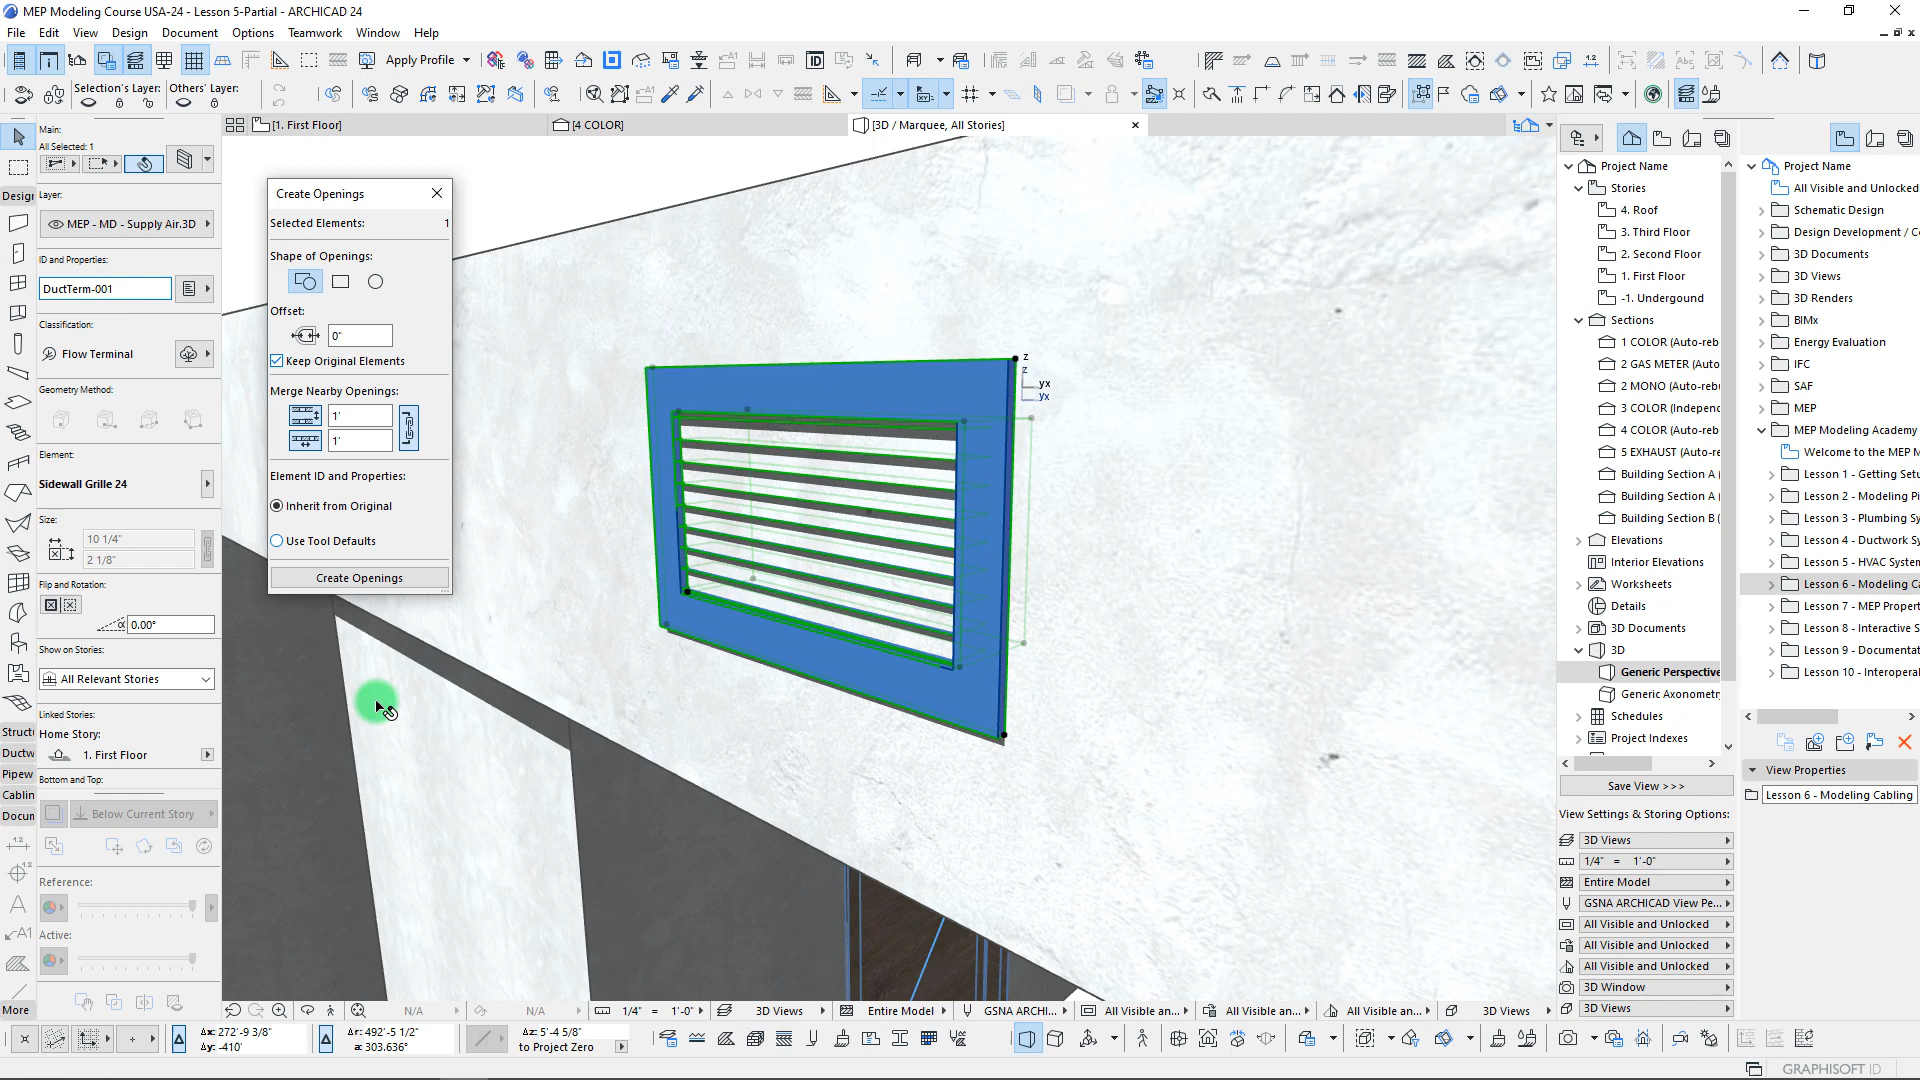 MEP Modeling Course USA-24 - Lesson 5-Partial - ARCHICAD 24
File Edit View Design Document Options Teamwork Window Help
Apply Profile
Selection's Layer: Others' Layer:
[1. First Floor] [4 COLOR] [3D / Marquee, All Stories]
Main:
All Selected: 1
Layer:
MEP - MD - Supply Air.3D
ID and Properties:
DuctTerm-001
Classification:
Flow Terminal
Geometry Method:
Element:
Sidewall Grille 24
Size:
10 1/4"
2 1/8"
Flip and Rotation:
0.00°
Show on Stories:
All Relevant Stories
Linked Stories:
Home Story:
1. First Floor
Bottom and Top:
Below Current Story
Reference:
Active:
Design
Struct
Ductw
Pipew
Cablin
Docum
More
Create Openings
Selected Elements: 1
Shape of Openings:
Offset:
0"
Keep Original Elements
Merge Nearby Openings:
1'
1'
Element ID and Properties:
Inherit from Original
Use Tool Defaults
Create Openings
z
z
yx
yx
Project Name
Stories
4. Roof
3. Third Floor
2. Second Floor
1. First Floor
-1. Undergound
Sections
1 COLOR (Auto-reb
2 GAS METER (Auto
2 MONO (Auto-rebu
3 COLOR (Indepen
4 COLOR (Auto-reb
5 EXHAUST (Auto-re
Building Section A (
Building Section A (
Building Section B (
Elevations
Interior Elevations
Worksheets
Details
3D Documents
3D
Generic Perspective
Generic Axonometr
Schedules
Project Indexes
Save View >>>
View Settings & Storing Options:
3D Views
1/4" = 1'-0"
Entire Model
GSNA ARCHICAD View Pe...
All Visible and Unlocked
All Visible and Unlocked
All Visible and Unlocked
3D Window
3D Views
Project Name
All Visible and Unlocked
Schematic Design
Design Development / C
3D Documents
3D Views
3D Renders
BIMx
Energy Evaluation
IFC
SAF
MEP
MEP Modeling Academy
Welcome to the MEP M
Lesson 1 - Getting Setu
Lesson 2 - Modeling Pi
Lesson 3 - Plumbing Sy
Lesson 4 - Ductwork Sy
Lesson 5 - HVAC System
Lesson 6 - Modeling Ca
Lesson 7 - MEP Propert
Lesson 8 - Interactive S
Lesson 9 - Documentat
Lesson 10 - Interoperal
View Properties
Lesson 6 - Modeling Cabling
N/A N/A 1/4" = 1'-0" 3D Views Entire Model GSNA ARCHI... All Visible an... All Visible an... All Visible an... 3D Views
Δx: 272'-9 3/8" Δr: 492'-5 1/2" Δz: 5'-4 5/8"
Δy: -410' a: 303.636° to Project Zero
GRAPHISOFT ID